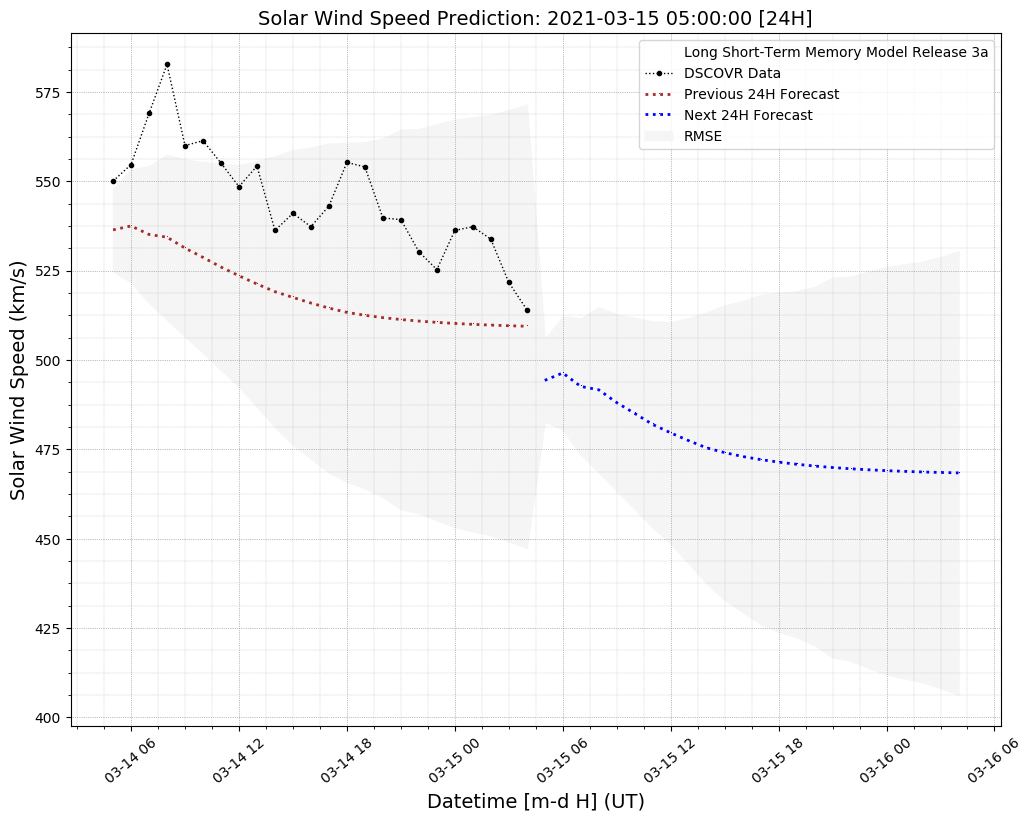 Solar Wind Speed Prediction: 2021-03-15 05:00:00 [24H]
Long Short-Term Memory Model Release 3a
DSCOVR Data
Previous 24H Forecast
Next 24H Forecast
RMSE
Solar Wind Speed (km/s)
575
550
525
500
475
450
425
400
03-14 06
03-14 12
03-14 18
03-15 00
03-15 06
03-15 12
03-15 18
03-16 00
03-16 06
Datetime [m-d H] (UT)